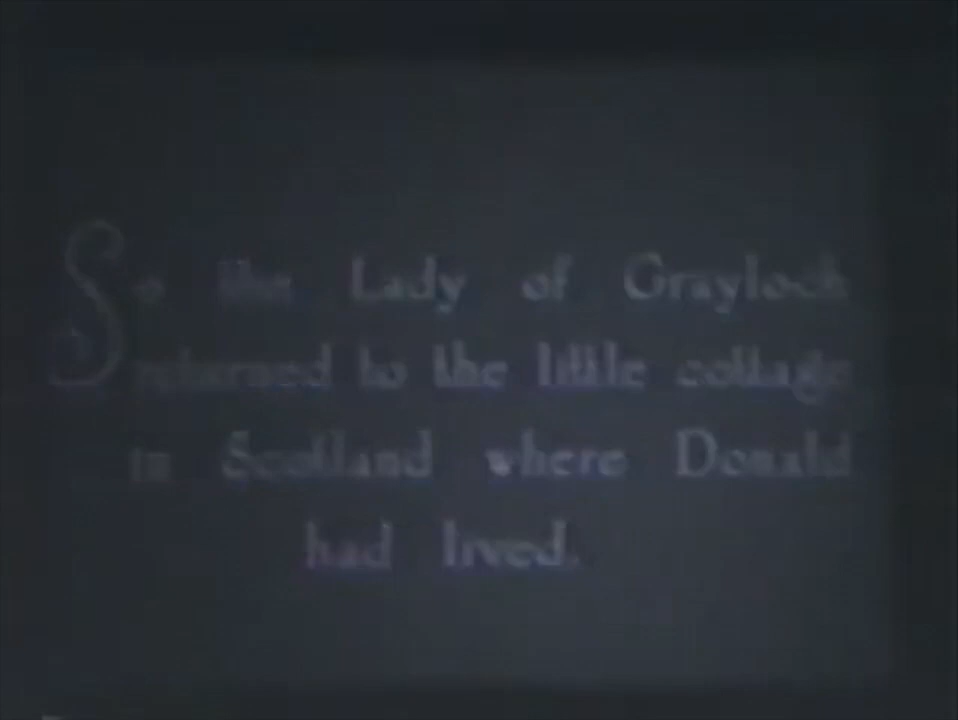 So the Lady of Grayloch
returned to the little cottage
in Scotland where Donald
had lived.